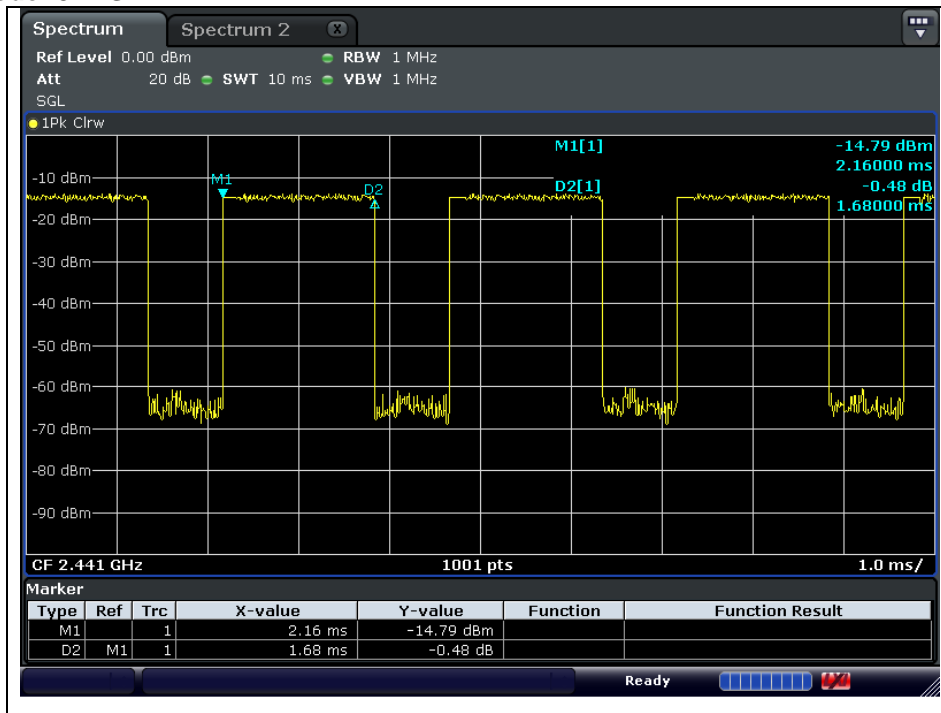 Spectrum Spectrum 2 X
Ref Level 0.00 dBm RBW 1 MHz
Att 20 dB SWT 10 ms VBW 1 MHz
SGL
1Pk Clrw
M1[1] -14.79 dBm
2.16000 ms
-10 dBm M1 D2 D2[1] -0.48 dB
1.68000 ms
-20 dBm
-30 dBm
-40 dBm
-50 dBm
-60 dBm
-70 dBm
-80 dBm
-90 dBm
CF 2.441 GHz 1001 pts 1.0 ms/
Marker
Type Ref Trc X-value Y-value Function Function Result
M1 1 2.16 ms -14.79 dBm
D2 M1 1 1.68 ms -0.48 dB
Ready